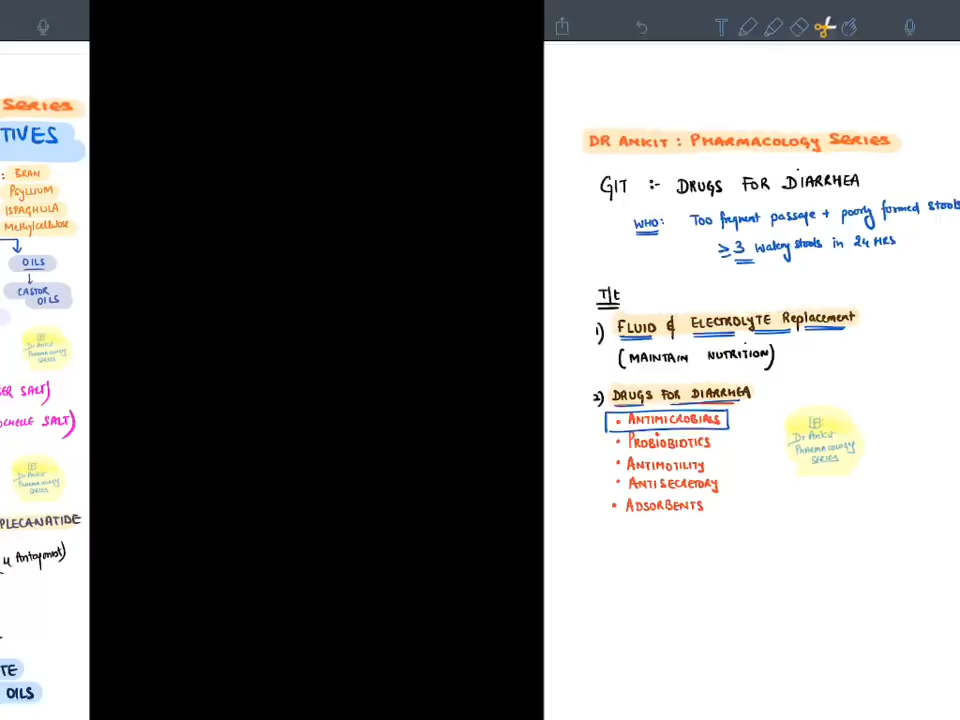 SERIES
TIVES
: BRAN
PSYLLIUM
ISPAGHULA
Methylcellulose
OILS
CASTOR
OILS
Dr Ankit
PHARMACOLOGY
SERIES
ER SALT)
OCHELLE SALT)
Dr Ankit
PHARMACOLOGY
SERIES
PLECANATIDE
μ Antagonist)
TE
OILS
DR ANKIT : PHARMACOLOGY SERIES
GIT :- DRUGS FOR DIARRHEA
WHO: Too frequent passage + poorly formed stools
≥ 3 watery stools in 24 HRS
T/t
1) FLUID & ELECTROLYTE Replacement
(MAINTAIN NUTRITION)
2) DRUGS FOR DIARRHEA
• ANTIMICROBIALS
• PROBIOBIOTICS
• ANTIMOTILITY
• ANTISECRETORY
• ADSORBENTS
Dr Ankit
PHARMACOLOGY
SERIES